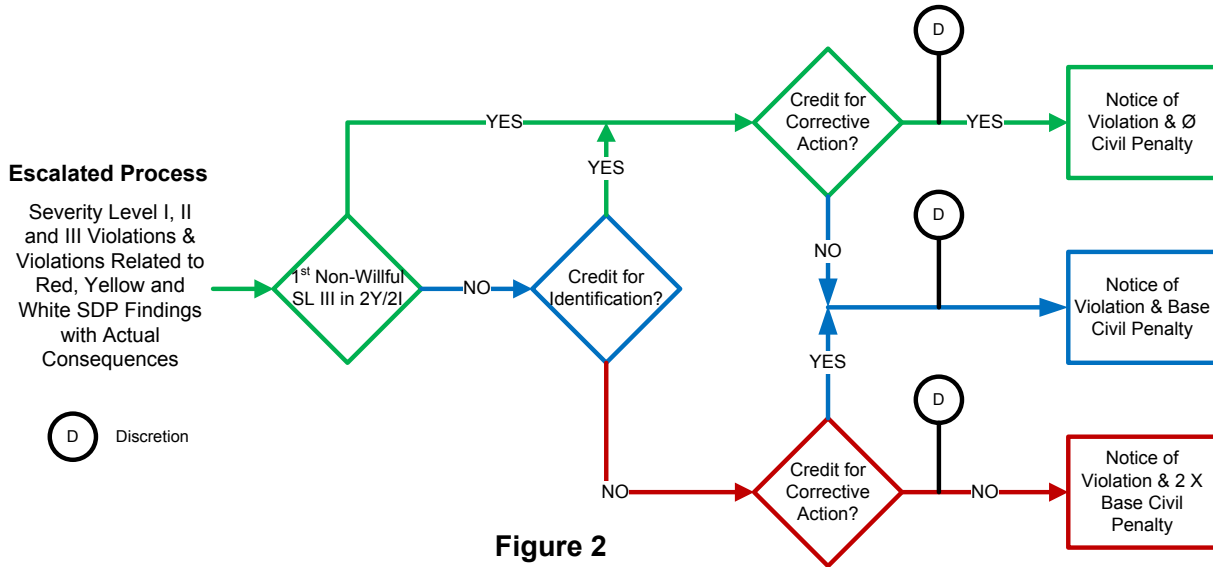 Escalated Process
Severity Level I, II
and III Violations &
Violations Related to
Red, Yellow and
White SDP Findings
with Actual
Consequences
D Discretion
1st Non-Willful
SL III in 2Y/2I
YES
NO
Credit for
Identification?
YES
NO
Credit for
Corrective
Action?
D
YES
Notice of
Violation & Ø
Civil Penalty
NO
D
Notice of
Violation & Base
Civil Penalty
YES
Credit for
Corrective
Action?
D
NO
Notice of
Violation & 2 X
Base Civil
Penalty
Figure 2